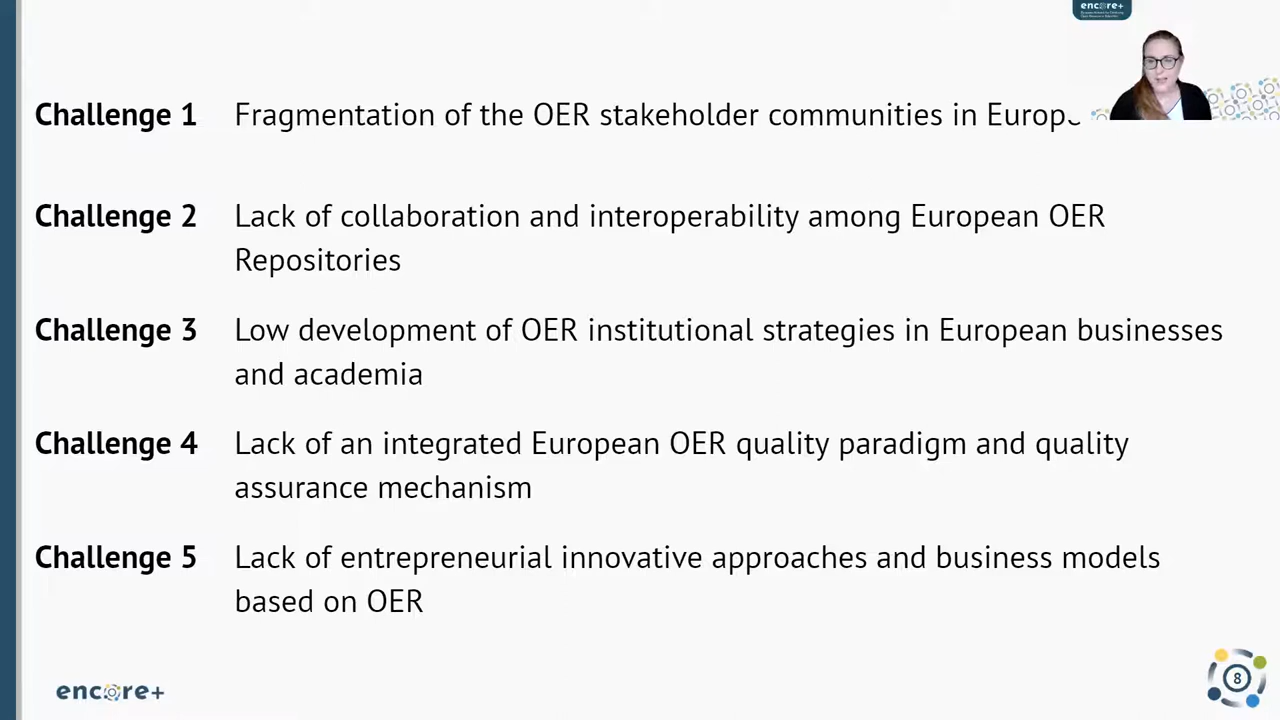 encore+
Challenge 1 Fragmentation of the OER stakeholder communities in Europe
Challenge 2 Lack of collaboration and interoperability among European OER
Repositories
Challenge 3 Low development of OER institutional strategies in European businesses
and academia
Challenge 4 Lack of an integrated European OER quality paradigm and quality
assurance mechanism
Challenge 5 Lack of entrepreneurial innovative approaches and business models
based on OER
encore+
8